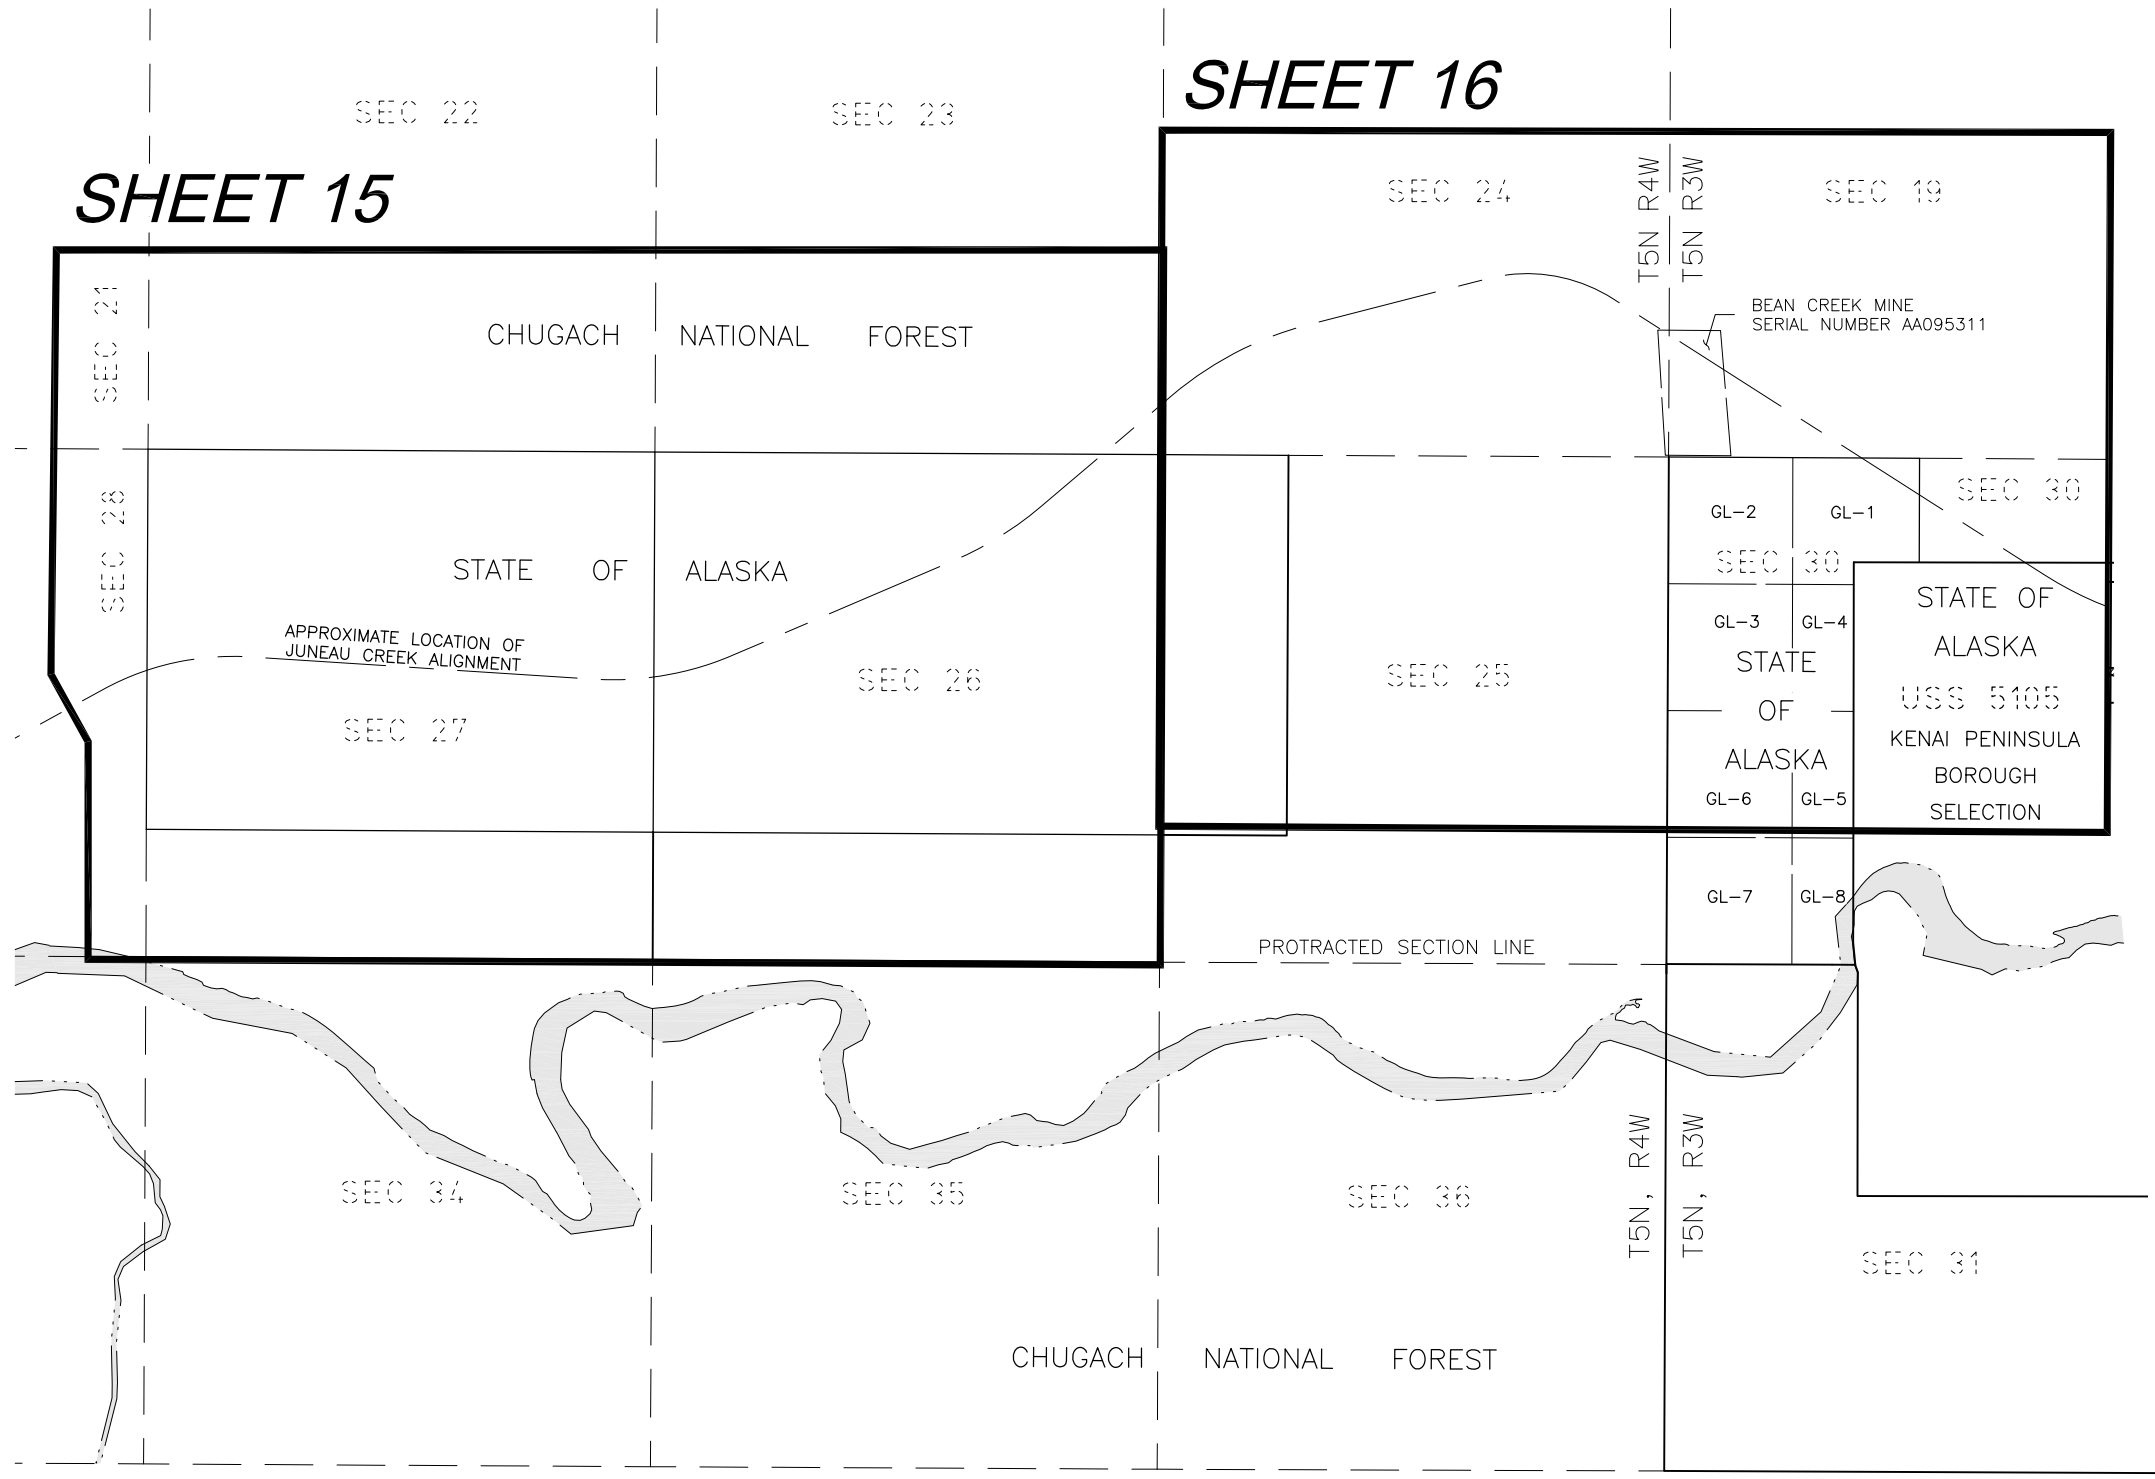 SHEET 16
SEC 22
SEC 23
SHEET 15
T5N R4W
T5N R3W
SEC 24
SEC 19
SEC 21
CHUGACH NATIONAL FOREST
BEAN CREEK MINE
SERIAL NUMBER AA095311
SEC 28
STATE OF ALASKA
APPROXIMATE LOCATION OF
JUNEAU CREEK ALIGNMENT
SEC 26
SEC 27
SEC 25
GL-2
GL-1
SEC 30
SEC 30
GL-3
GL-4
STATE
OF
ALASKA
GL-6
GL-5
STATE OF
ALASKA
USS 5105
KENAI PENINSULA
BOROUGH
SELECTION
GL-7
GL-8
PROTRACTED SECTION LINE
SEC 34
SEC 35
SEC 36
T5N, R4W
T5N, R3W
SEC 31
CHUGACH NATIONAL FOREST